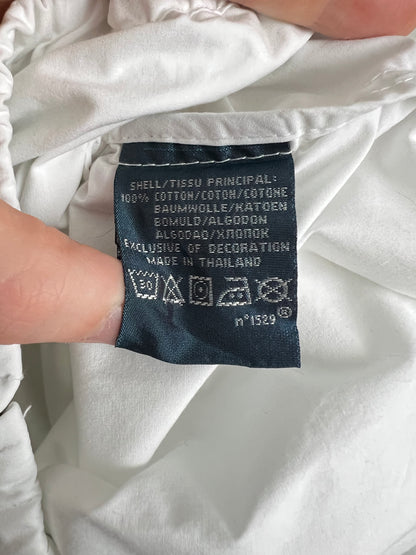 SHELL/TISSU PRINCIPAL:
100% COTTON/COTON/COTONE
BAUMWOLLE/KATOEN
BOMULD/ALGODON
ALGODAO/ХЛОПОК
EXCLUSIVE OF DECORATION
MADE IN THAILAND
30
n°1529®